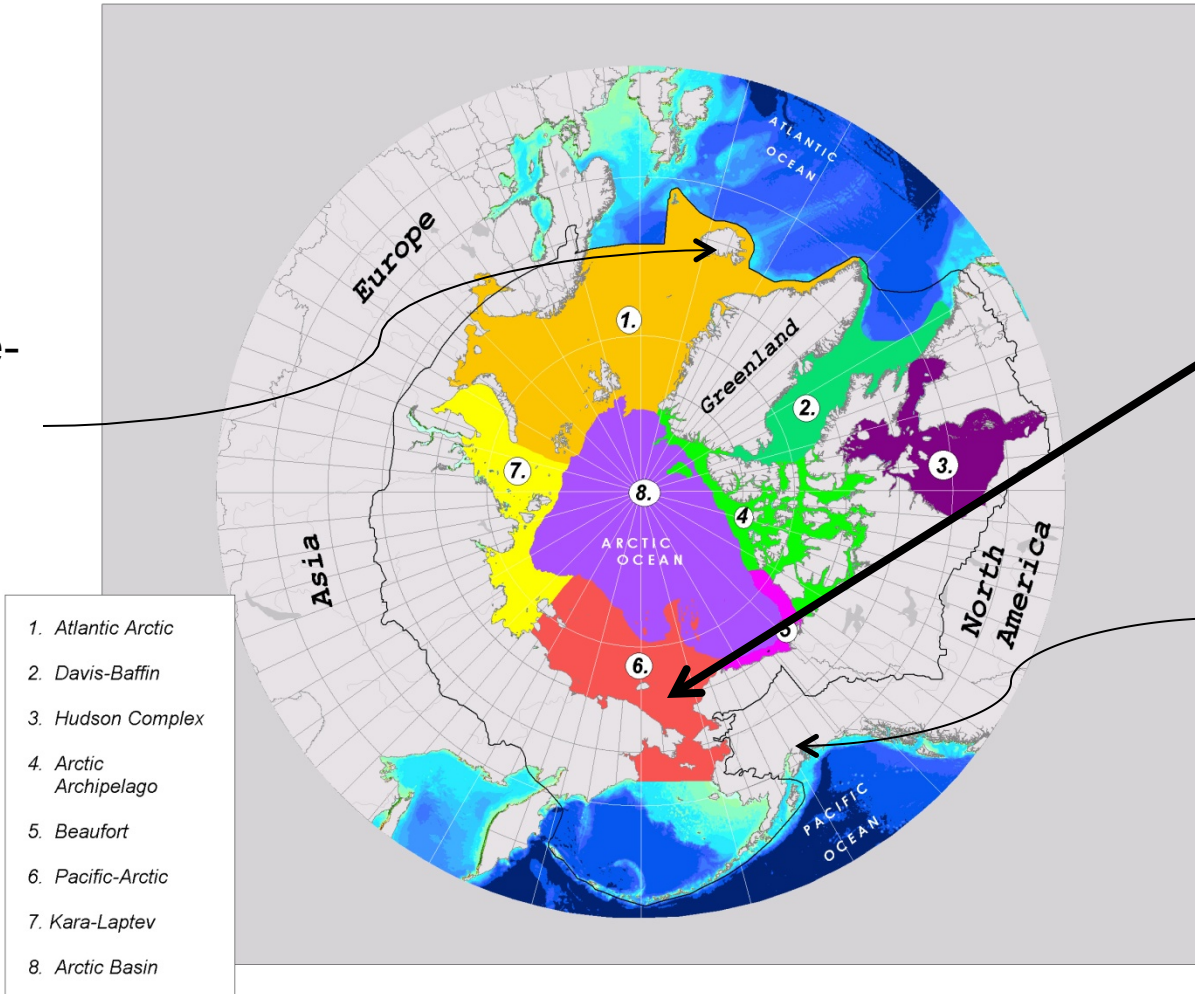 ATLANTIC
OCEAN
Europe
e-
1.
Greenland
2.
3.
7.
8.
4
ARCTIC
OCEAN
Asia
North
America
5
6.
PACIFIC
OCEAN
1. Atlantic Arctic
2. Davis-Baffin
3. Hudson Complex
4. Arctic
Archipelago
5. Beaufort
6. Pacific-Arctic
7. Kara-Laptev
8. Arctic Basin